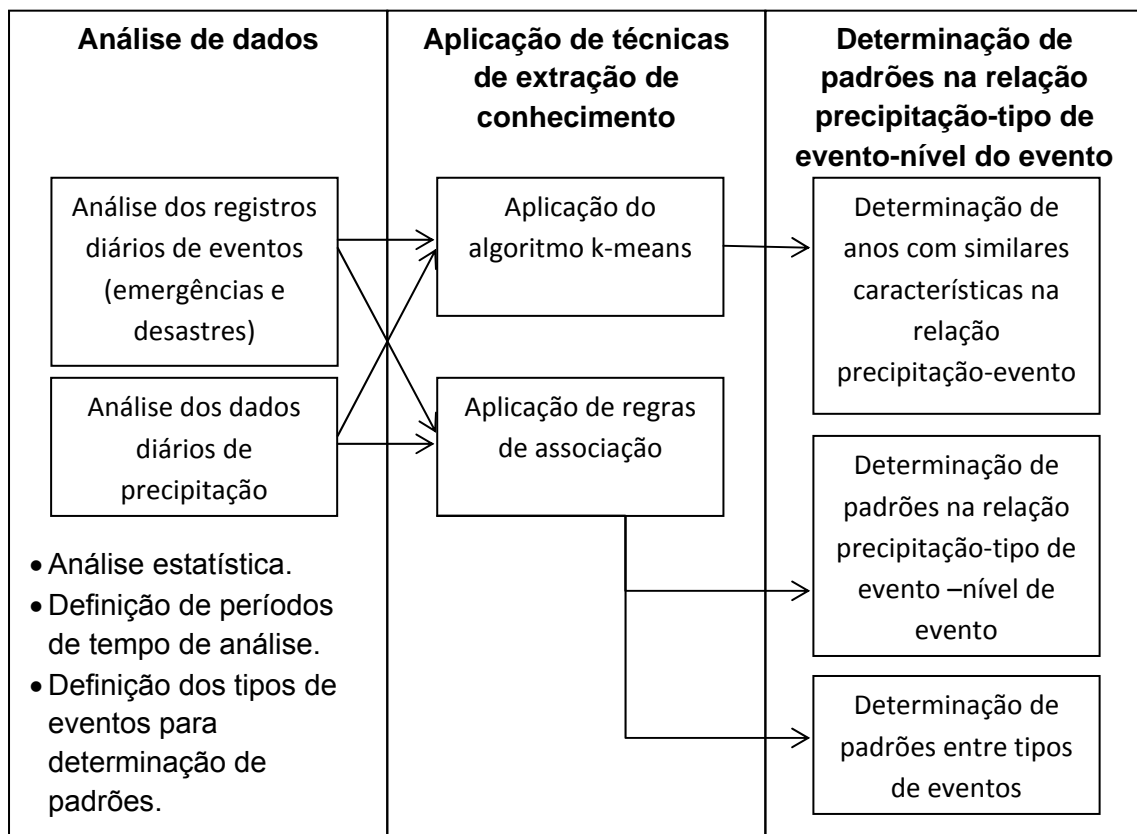 Análise de dados
Análise dos registros
diários de eventos
(emergências e
desastres)
Análise dos dados
diários de
precipitação
• Análise estatística.
• Definição de períodos
de tempo de análise.
• Definição dos tipos de
eventos para
determinação de
padrões.
Aplicação de técnicas
de extração de
conhecimento
Aplicação do
algoritmo k-means
Aplicação de regras
de associação
Determinação de
padrões na relação
precipitação-tipo de
evento-nível do evento
Determinação de
anos com similares
características na
relação
precipitação-evento
Determinação de
padrões na relação
precipitação-tipo de
evento –nível de
evento
Determinação de
padrões entre tipos
de eventos